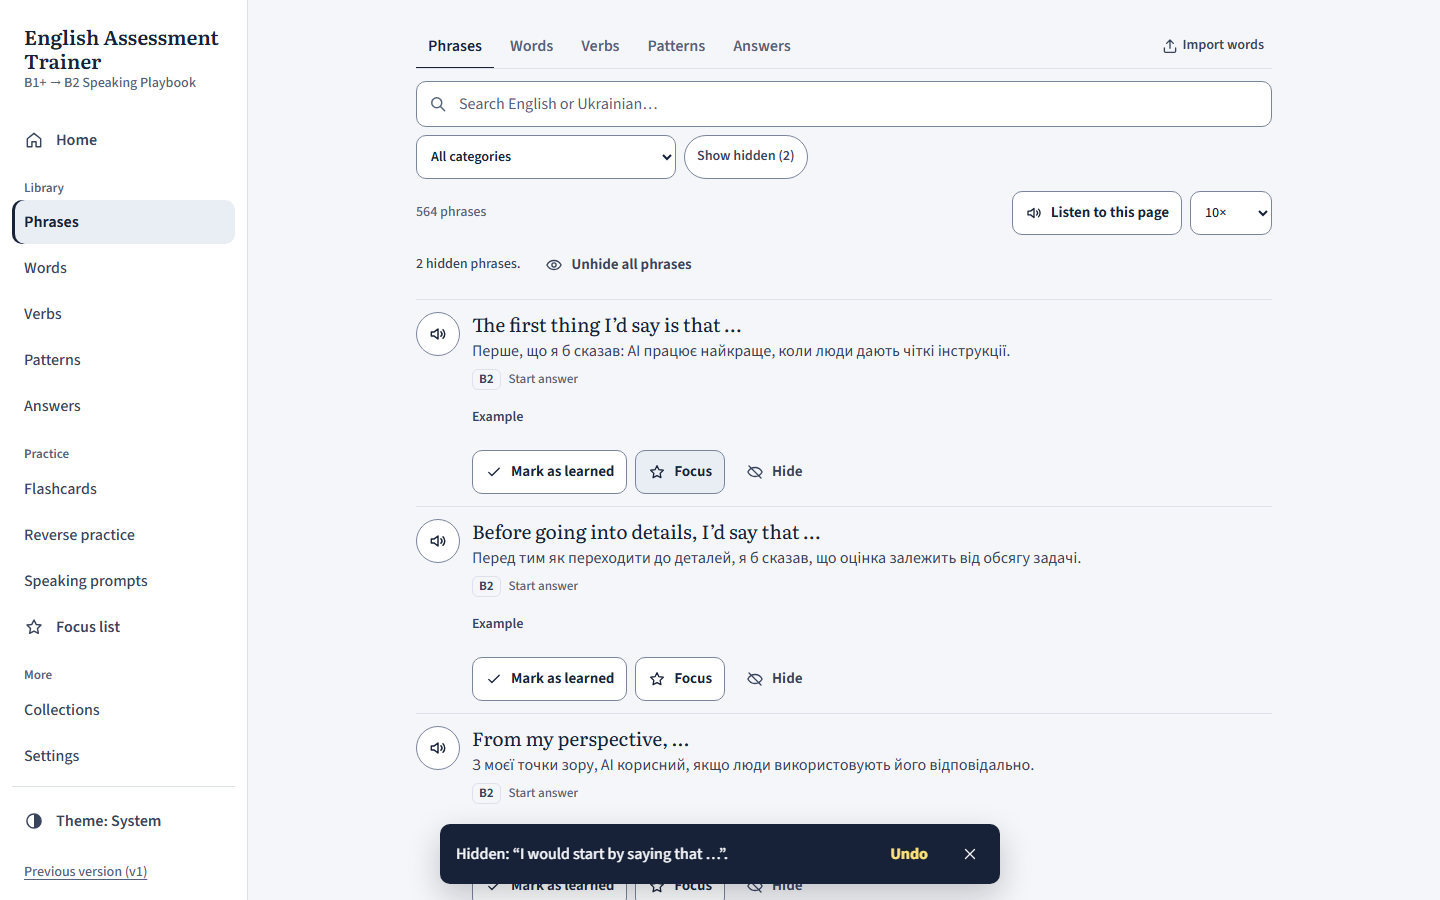 English Assessment
Trainer
B1+ → B2 Speaking Playbook
Home
Library
Phrases
Words
Verbs
Patterns
Answers
Practice
Flashcards
Reverse practice
Speaking prompts
Focus list
More
Collections
Settings
Theme: System
Previous version (v1)
Phrases Words Verbs Patterns Answers Import words
Search English or Ukrainian…
All categories Show hidden (2)
564 phrases Listen to this page 10×
2 hidden phrases. Unhide all phrases
The first thing I’d say is that …
Перше, що я б сказав: AI працює найкраще, коли люди дають чіткі інструкції.
B2 Start answer
Example
Mark as learned Focus Hide
Before going into details, I’d say that …
Перед тим як переходити до деталей, я б сказав, що оцінка залежить від обсягу задачі.
B2 Start answer
Example
Mark as learned Focus Hide
From my perspective, …
З моєї точки зору, AI корисний, якщо люди використовують його відповідально.
B2 Start answer
Hidden: “I would start by saying that …”. Undo
Mark as learned Focus Hide